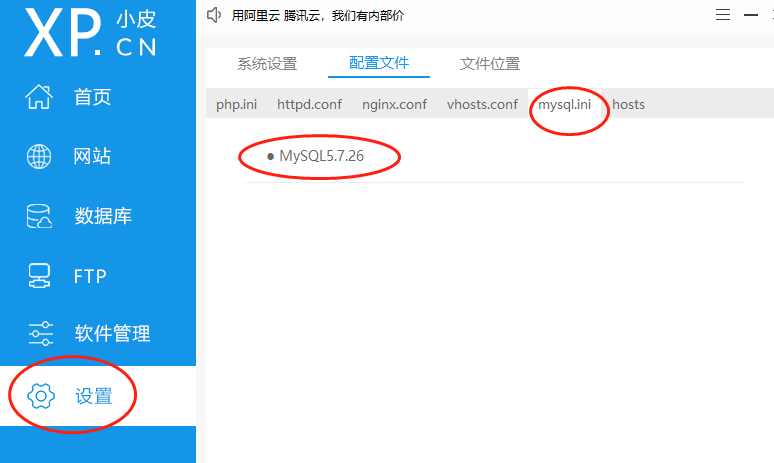 XP.小皮
.CN
用阿里云 腾讯云，我们有内部价
首页
网站
数据库
FTP
软件管理
设置
系统设置 配置文件 文件位置
php.ini httpd.conf nginx.conf vhosts.conf mysql.ini hosts
● MySQL5.7.26